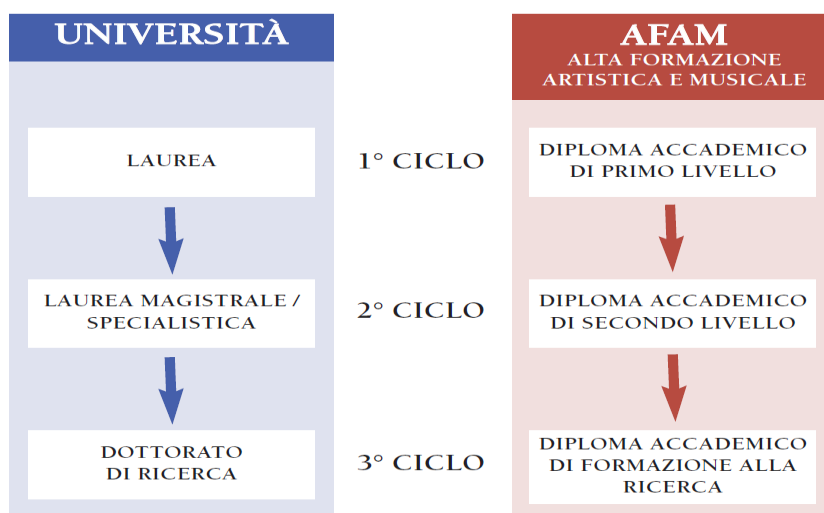 UNIVERSITÀ
AFAM
ALTA FORMAZIONE
ARTISTICA E MUSICALE
LAUREA
1° CICLO
DIPLOMA ACCADEMICO
DI PRIMO LIVELLO
LAUREA MAGISTRALE /
SPECIALISTICA
2° CICLO
DIPLOMA ACCADEMICO
DI SECONDO LIVELLO
DOTTORATO
DI RICERCA
3° CICLO
DIPLOMA ACCADEMICO
DI FORMAZIONE ALLA
RICERCA